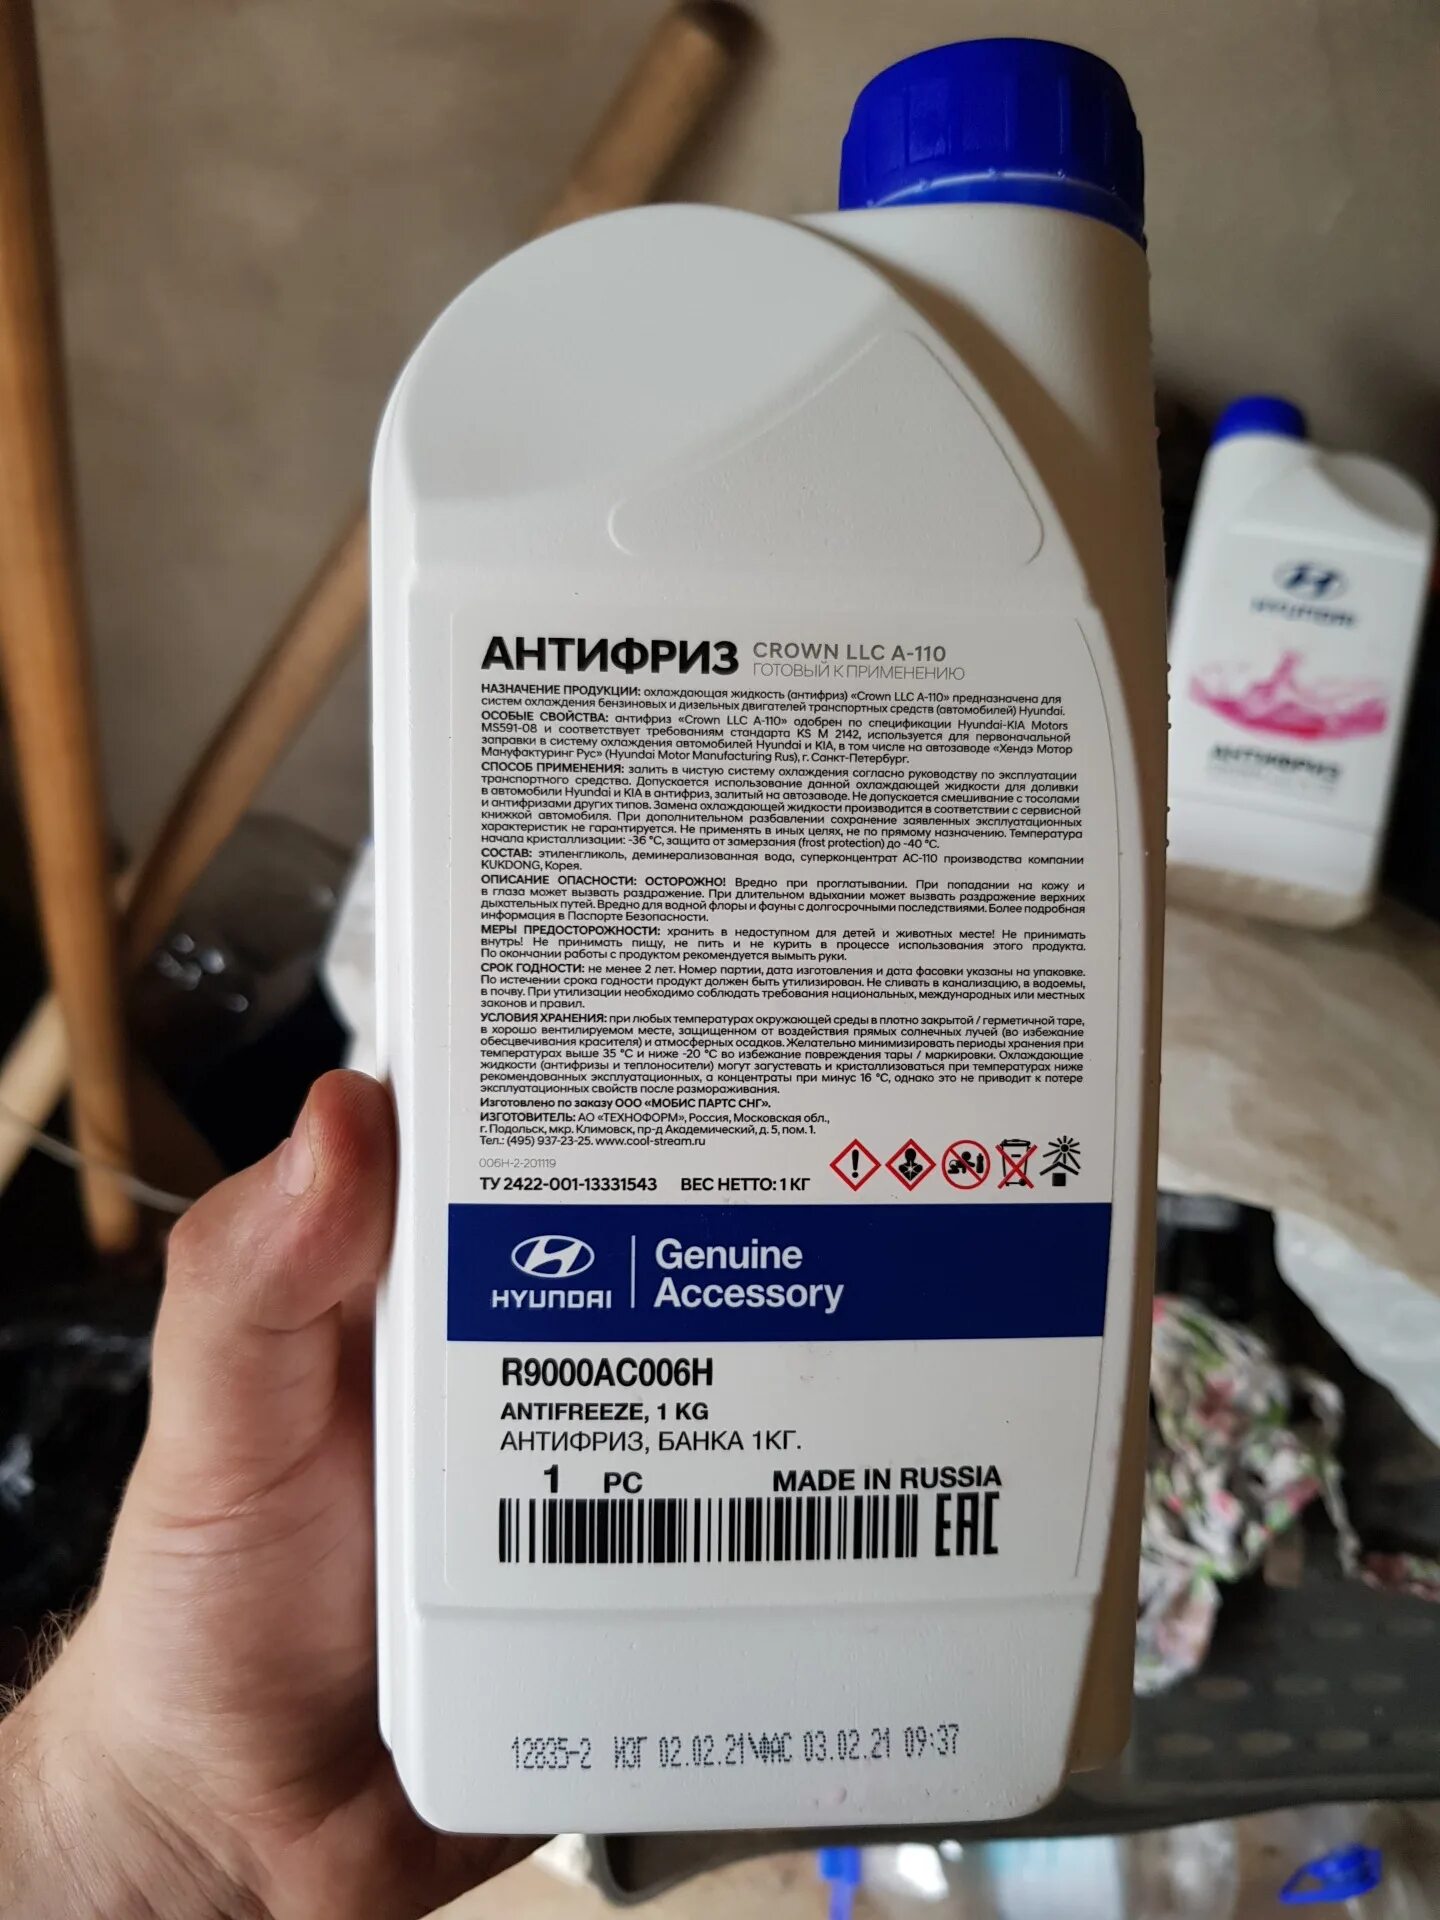 АНТИФРИЗ CROWN LLC A-110
ГОТОВЫЙ К ПРИМЕНЕНИЮ
НАЗНАЧЕНИЕ ПРОДУКЦИИ: охлаждающая жидкость (антифриз) «Crown LLC A-110» предназначена для
систем охлаждения бензиновых и дизельных двигателей транспортных средств (автомобилей) Hyundai.
ОСОБЫЕ СВОЙСТВА: антифриз «Crown LLC A-110» одобрен по спецификации Hyundai-KIA Motors
MS591-08 и соответствует требованиям стандарта KS M 2142, используется для первоначальной
заправки в систему охлаждения автомобилей Hyundai и KIA, в том числе на автозаводе «Хендэ Мотор
Мануфактуринг Рус» (Hyundai Motor Manufacturing Rus), г. Санкт-Петербург.
СПОСОБ ПРИМЕНЕНИЯ: залить в чистую систему охлаждения согласно руководству по эксплуатации
транспортного средства. Допускается использование данной охлаждающей жидкости для доливки
в автомобили Hyundai и KIA в антифриз, залитый на автозаводе. Не допускается смешивание с тосолами
и антифризами других типов. Замена охлаждающей жидкости производится в соответствии с сервисной
книжкой автомобиля. При дополнительном разбавлении сохранение заявленных эксплуатационных
характеристик не гарантируется. Не применять в иных целях, не по прямому назначению. Температура
начала кристаллизации: -36 °C, защита от замерзания (frost protection) до -40 °C.
СОСТАВ: этиленгликоль, деминерализованная вода, суперконцентрат АС-110 производства компании
KUKDONG, Корея.
ОПИСАНИЕ ОПАСНОСТИ: ОСТОРОЖНО! Вредно при проглатывании. При попадании на кожу и
в глаза может вызвать раздражение. При длительном вдыхании может вызвать раздражение верхних
дыхательных путей. Вредно для водной флоры и фауны с долгосрочными последствиями. Более подробная
информация в Паспорте Безопасности.
МЕРЫ ПРЕДОСТОРОЖНОСТИ: хранить в недоступном для детей и животных месте! Не принимать
внутрь! Не принимать пищу, не пить и не курить в процессе использования этого продукта.
По окончании работы с продуктом рекомендуется вымыть руки.
СРОК ГОДНОСТИ: не менее 2 лет. Номер партии, дата изготовления и дата фасовки указаны на упаковке.
По истечении срока годности продукт должен быть утилизирован. Не сливать в канализацию, в водоемы,
в почву. При утилизации необходимо соблюдать требования национальных, международных или местных
законов и правил.
УСЛОВИЯ ХРАНЕНИЯ: при любых температурах окружающей среды в плотно закрытой / герметичной таре,
в хорошо вентилируемом месте, защищенном от воздействия прямых солнечных лучей (во избежание
обесцвечивания красителя) и атмосферных осадков. Желательно минимизировать периоды хранения при
температурах выше 35 °C и ниже -20 °C во избежание повреждения тары / маркировки. Охлаждающие
жидкости (антифризы и теплоносители) могут загустевать и кристаллизоваться при температурах ниже
рекомендованных эксплуатационных, а концентраты при минус 16 °C, однако это не приводит к потере
эксплуатационных свойств после размораживания.
Изготовлено по заказу ООО «МОБИС ПАРТС СНГ».
ИЗГОТОВИТЕЛЬ: АО «ТЕХНОФОРМ», Россия, Московская обл.,
г. Подольск, мкр. Климовск, пр-д Академический, д. 5, пом. 1.
Тел.: (495) 937-23-25. www.cool-stream.ru
006H-2-201119
ТУ 2422-001-13331543 ВЕС НЕТТО: 1 КГ
HYUNDAI Genuine
Accessory
R9000AC006H
ANTIFREEZE, 1 KG
АНТИФРИЗ, БАНКА 1КГ.
1 PC MADE IN RUSSIA
EAC
12835-2 ИЗГ 02.02.21\ФАС 03.02.21 09:37
HYUNDAI
АНТИФРИЗ